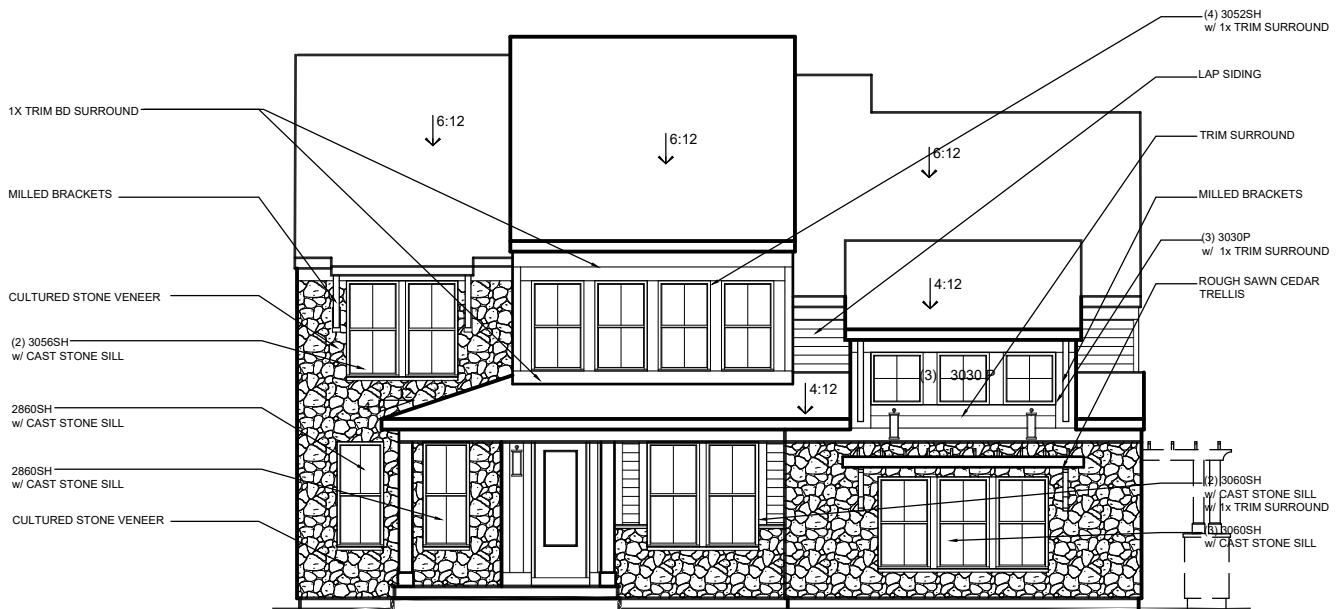 (4) 3052SH
w/ 1x TRIM SURROUND
LAP SIDING
1X TRIM BD SURROUND
6:12
6:12
6:12
TRIM SURROUND
MILLED BRACKETS
MILLED BRACKETS
(3) 3030P
w/ 1x TRIM SURROUND
ROUGH SAWN CEDAR
TRELLIS
4:12
CULTURED STONE VENEER
(2) 3056SH
w/ CAST STONE SILL
(3) 3030 P
4:12
2860SH
w/ CAST STONE SILL
2860SH
w/ CAST STONE SILL
(2) 3060SH
w/ CAST STONE SILL
w/ 1x TRIM SURROUND
CULTURED STONE VENEER
(3) 3060SH
w/ CAST STONE SILL